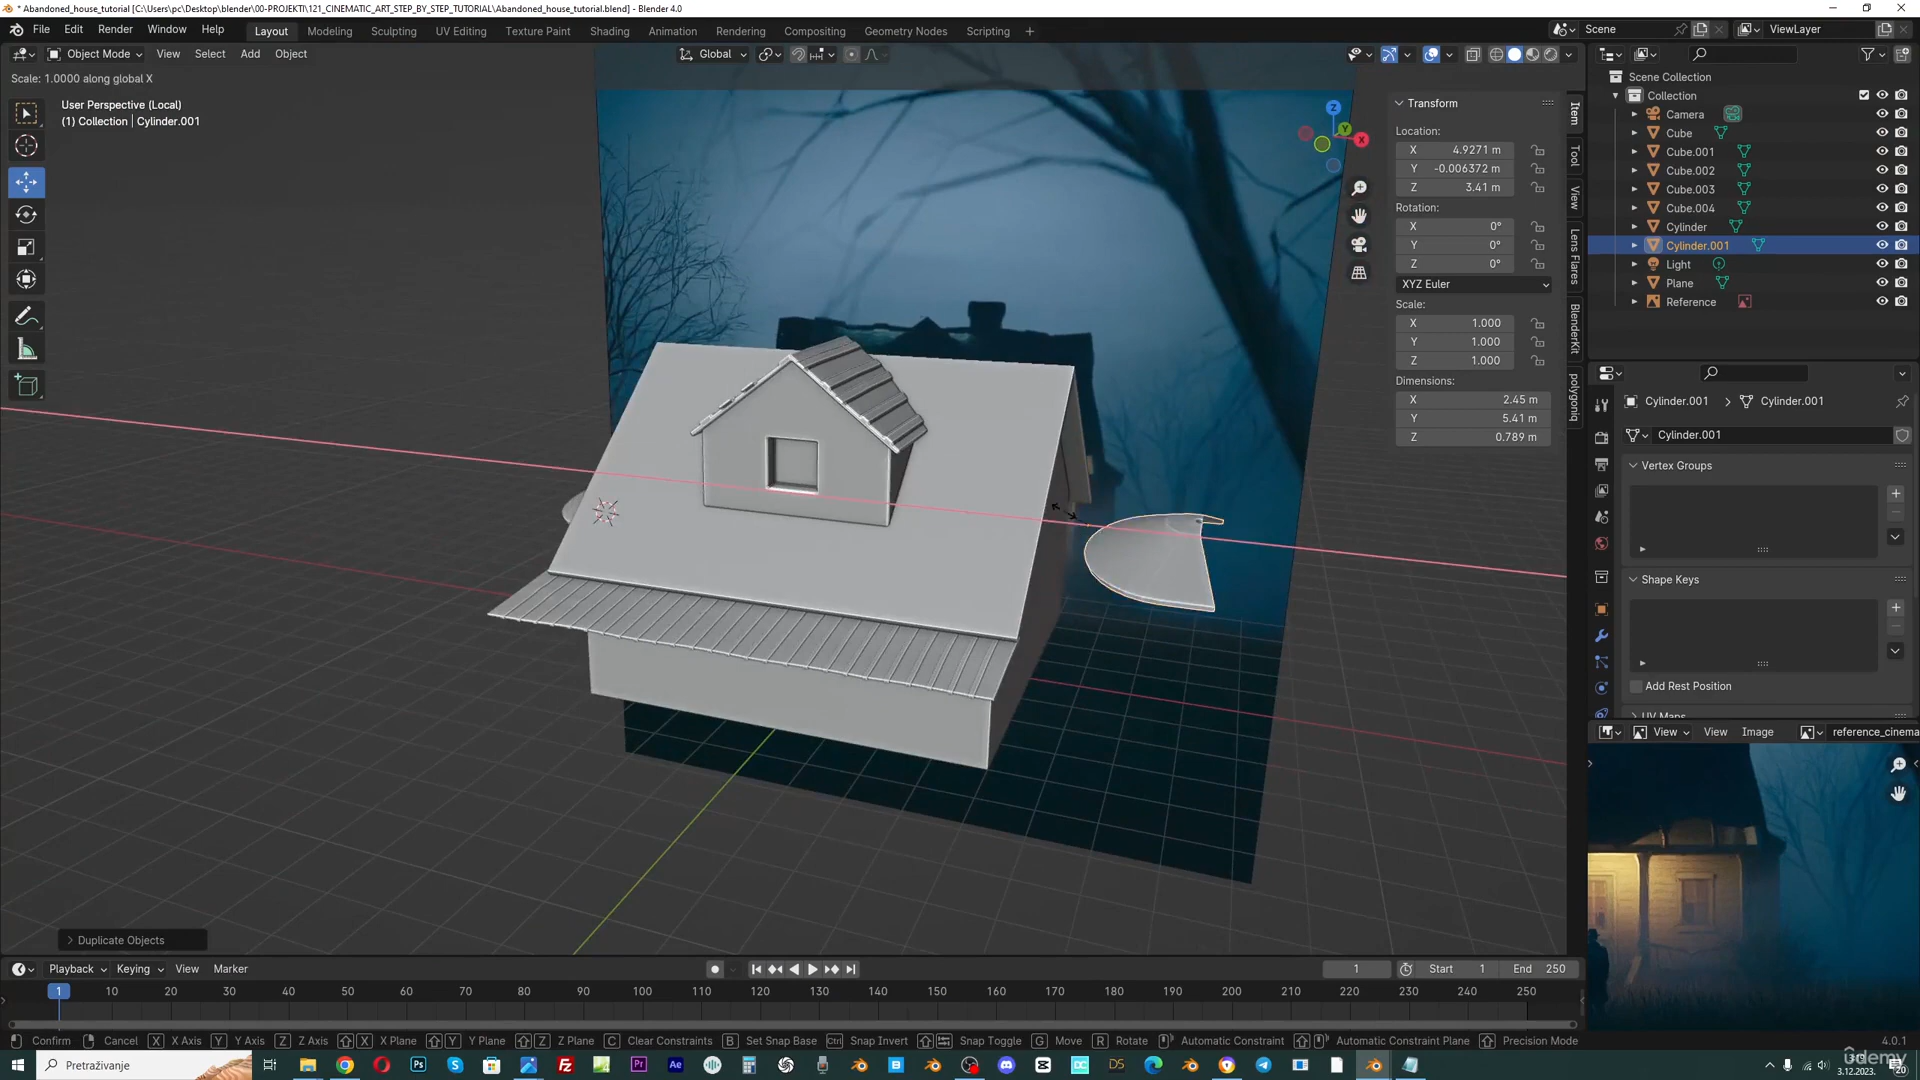 * Abandoned_house_tutorial [C:\Users\pc\Desktop\blender\00-PROJEKTI\121_CINEMATIC_ART_STEP_BY_STEP_TUTORIAL\Abandoned_house_tutorial.blend] - Blender 4.0
File Edit Render Window Help Layout Modeling Sculpting UV Editing Texture Paint Shading Animation Rendering Compositing Geometry Nodes Scripting + Scene ViewLayer
Object Mode View Select Add Object Global
Scale: 1.0000 along global X
User Perspective (Local)
(1) Collection | Cylinder.001
Z
Y
X
Transform
Location:
X 4.9271 m
Y -0.006372 m
Z 3.41 m
Rotation:
X 0°
Y 0°
Z 0°
XYZ Euler
Scale:
X 1.000
Y 1.000
Z 1.000
Dimensions:
X 2.45 m
Y 5.41 m
Z 0.789 m
Item
Tool
View
Lens Flares
BlenderKit
polygoniq
Scene Collection
Collection
Camera
Cube
Cube.001
Cube.002
Cube.003
Cube.004
Cylinder
Cylinder.001
Light
Plane
Reference
Cylinder.001 > Cylinder.001
Cylinder.001
Vertex Groups
Shape Keys
Add Rest Position
UV Maps
View View Image reference_cinema
Duplicate Objects
Playback Keying View Marker 1 Start 1 End 250
1 10 20 30 40 50 60 70 80 90 100 110 120 130 140 150 160 170 180 190 200 210 220 230 240 250
Confirm Cancel X X Axis Y Y Axis Z Z Axis X X Plane Y Y Plane Z Z Plane C Clear Constraints B Set Snap Base Ctrl Snap Invert Snap Toggle G Move R Rotate Automatic Constraint Automatic Constraint Plane Precision Mode 4.0.1
Pretraživanje
Ps
S
Fz
Pr
Ae
B
DC
DS
3.12.2023.
20
ûdemy